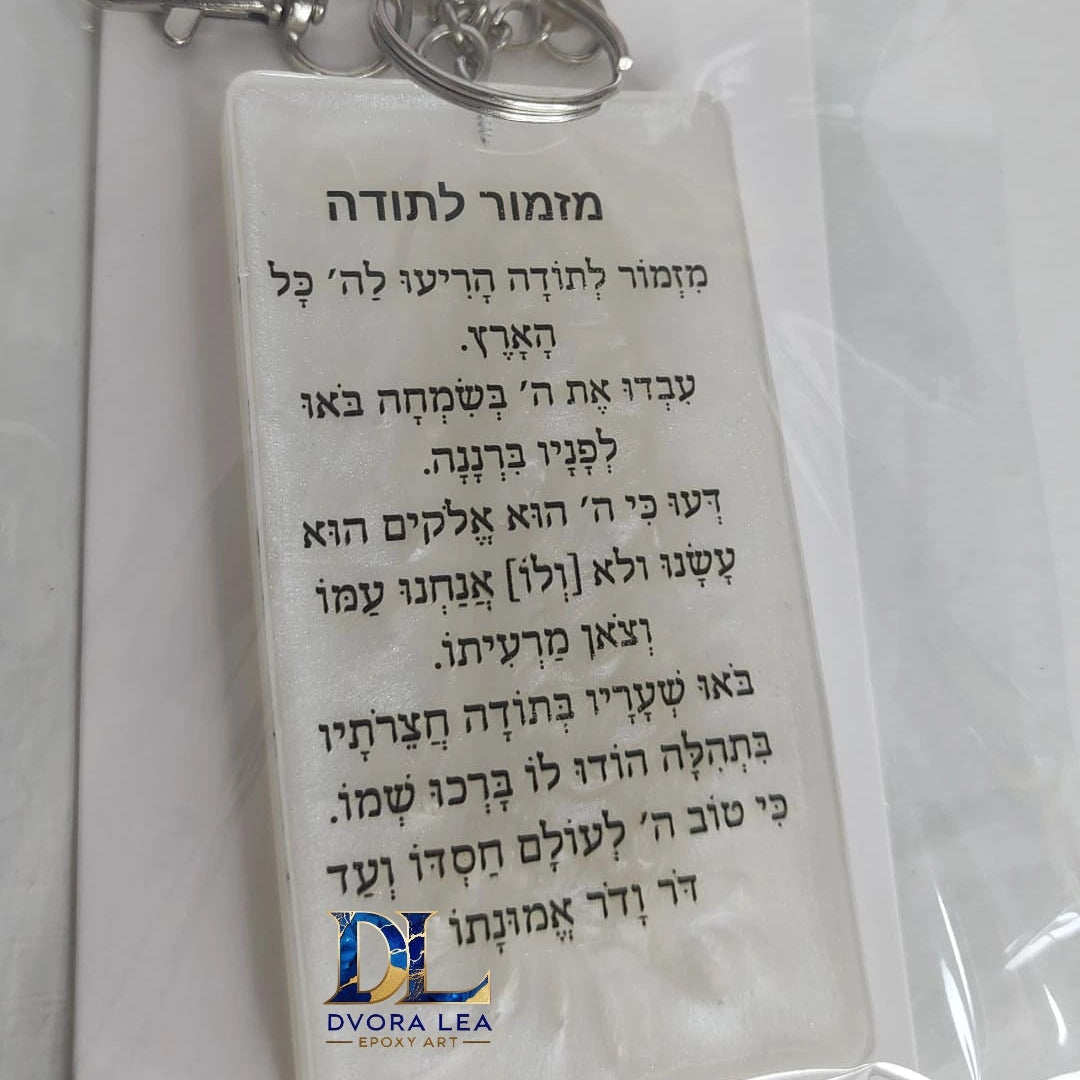 מזמור לתודה
מִזְמוֹר לְתוֹדָה הָרִיעוּ לַה׳ כָּל
הָאָרֶץ.
עִבְדוּ אֶת ה׳ בְּשִׂמְחָה בֹּאוּ
לְפָנָיו בִּרְנָנָה.
דְּעוּ כִּי ה׳ הוּא אֱלֹקִים הוּא
עָשָׂנוּ ולא [וְלוֹ] אֲנַחְנוּ עַמּוֹ
וְצֹאן מַרְעִיתוֹ.
בֹּאוּ שְׁעָרָיו בְּתוֹדָה חֲצֵרֹתָיו
בִּתְהִלָּה הוֹדוּ לוֹ בָּרְכוּ שְׁמוֹ.
כִּי טוֹב ה׳ לְעוֹלָם חַסְדּוֹ וְעַד
דֹּר וָדֹר אֱמוּנָתוֹ
DL
DVORA LEA
EPOXY ART